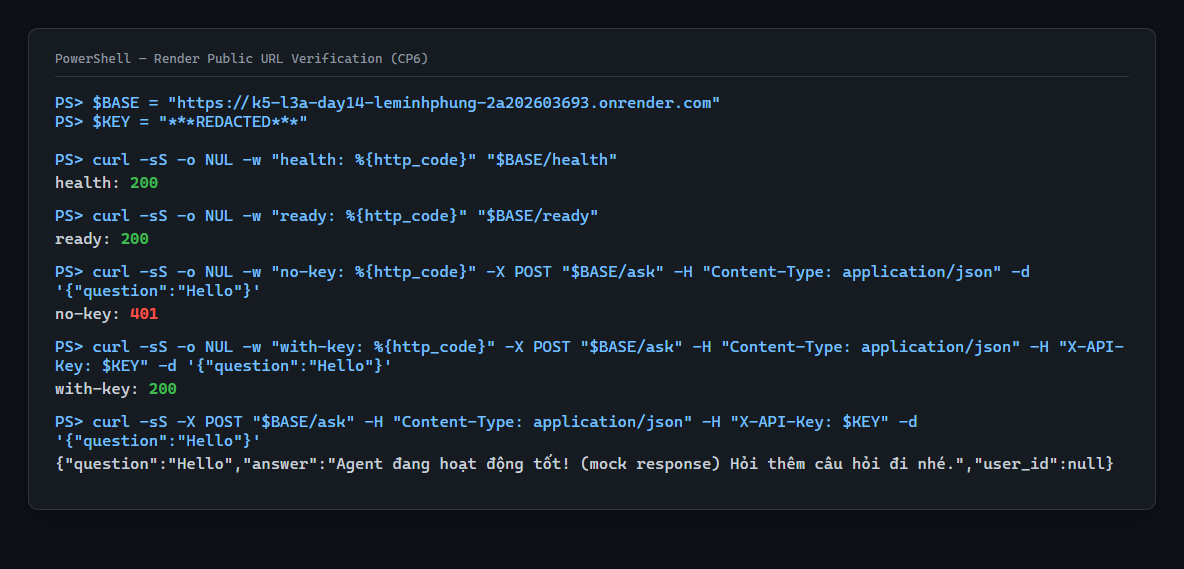 PowerShell — Render Public URL Verification (CP6)
PS> $BASE = "https://k5-l3a-day14-leminhphung-2a202603693.onrender.com"
PS> $KEY = "***REDACTED***"
PS> curl -sS -o NUL -w "health: %{http_code}" "$BASE/health"
health: 200
PS> curl -sS -o NUL -w "ready: %{http_code}" "$BASE/ready"
ready: 200
PS> curl -sS -o NUL -w "no-key: %{http_code}" -X POST "$BASE/ask" -H "Content-Type: application/json" -d
'{"question":"Hello"}'
no-key: 401
PS> curl -sS -o NUL -w "with-key: %{http_code}" -X POST "$BASE/ask" -H "Content-Type: application/json" -H "X-API-
Key: $KEY" -d '{"question":"Hello"}'
with-key: 200
PS> curl -sS -X POST "$BASE/ask" -H "Content-Type: application/json" -H "X-API-Key: $KEY" -d
'{"question":"Hello"}'
{"question":"Hello","answer":"Agent đang hoạt động tốt! (mock response) Hỏi thêm câu hỏi đi nhé.","user_id":null}